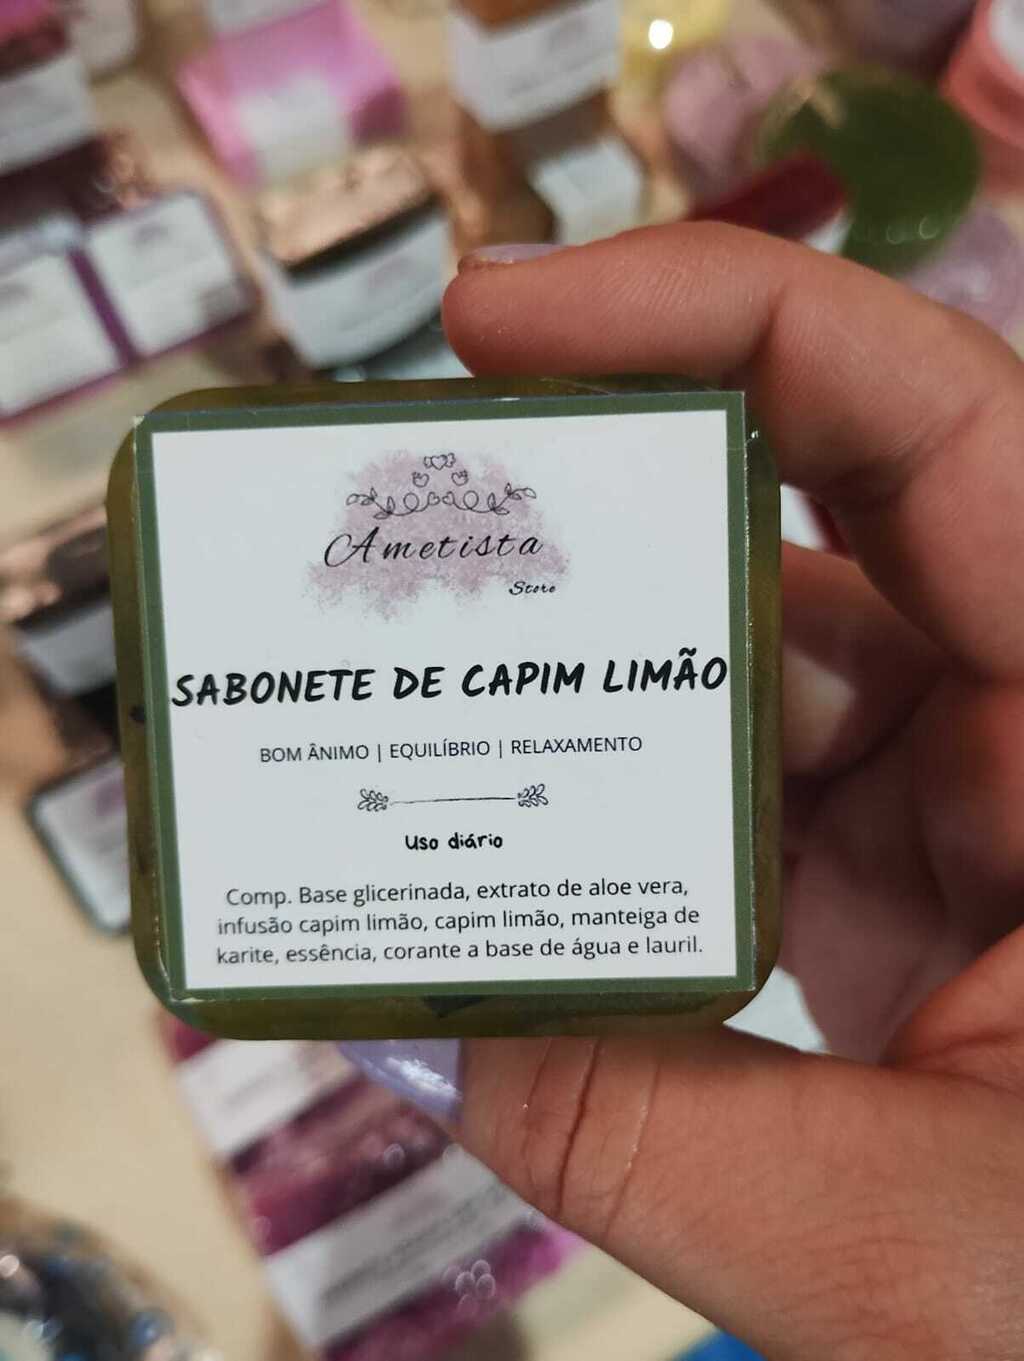 Ametista
Store
SABONETE DE CAPIM LIMÃO
BOM ÂNIMO | EQUILÍBRIO | RELAXAMENTO
Uso diário
Comp. Base glicerinada, extrato de aloe vera,
infusão capim limão, capim limão, manteiga de
karite, essência, corante a base de água e lauril.